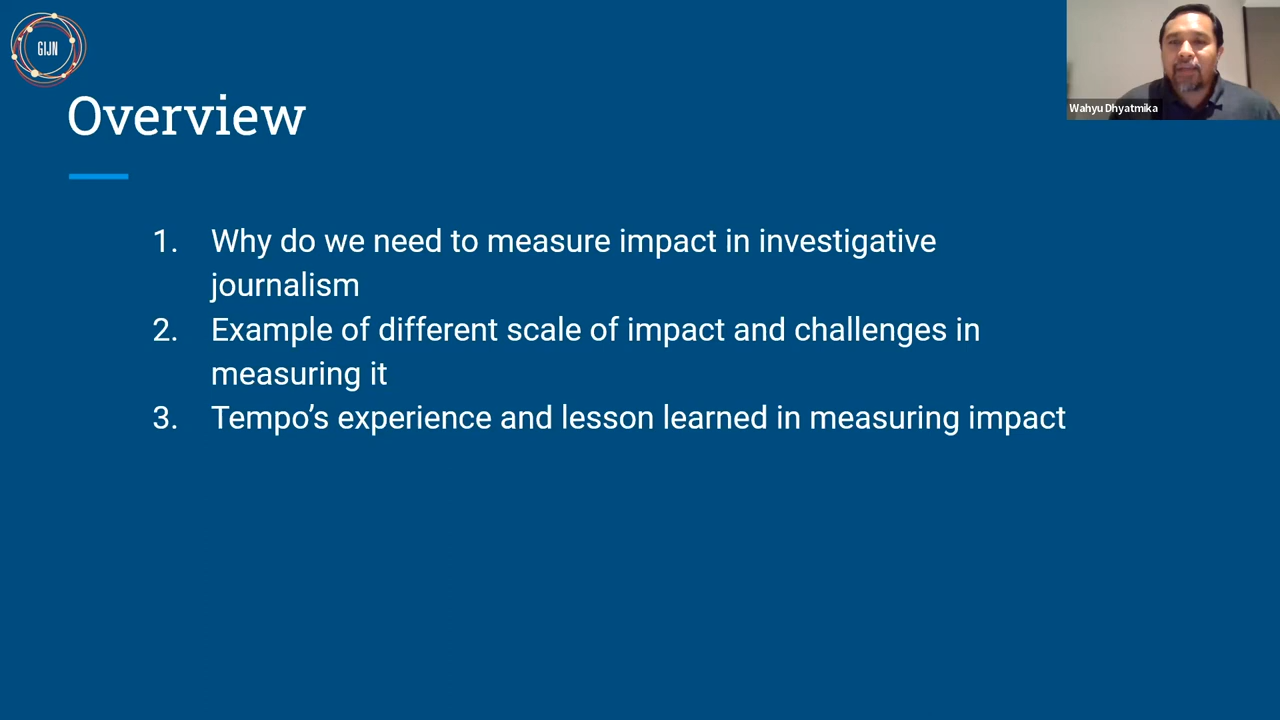 GIJN
Overview
Wahyu Dhyatmika
1. Why do we need to measure impact in investigative
journalism
2. Example of different scale of impact and challenges in
measuring it
3. Tempo’s experience and lesson learned in measuring impact